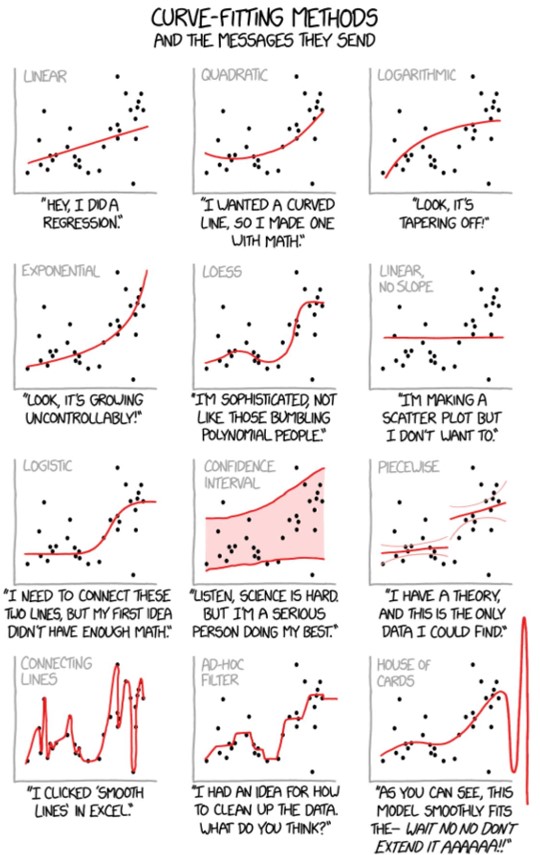 CURVE-FITTING METHODS
AND THE MESSAGES THEY SEND
LINEAR
"HEY, I DID A
REGRESSION."
QUADRATIC
"I WANTED A CURVED
LINE, SO I MADE ONE
WITH MATH."
LOGARITHMIC
"LOOK, IT'S
TAPERING OFF!"
EXPONENTIAL
"LOOK, IT'S GROWING
UNCONTROLLABLY!"
LOESS
"I'M SOPHISTICATED, NOT
LIKE THOSE BUMBLING
POLYNOMIAL PEOPLE."
LINEAR,
NO SLOPE
"I'M MAKING A
SCATTER PLOT BUT
I DON'T WANT TO."
LOGISTIC
"I NEED TO CONNECT THESE
TWO LINES, BUT MY FIRST IDEA
DIDN'T HAVE ENOUGH MATH."
CONFIDENCE
INTERVAL
"LISTEN, SCIENCE IS HARD.
BUT I'M A SERIOUS
PERSON DOING MY BEST."
PIECEWISE
"I HAVE A THEORY,
AND THIS IS THE ONLY
DATA I COULD FIND."
CONNECTING
LINES
"I CLICKED 'SMOOTH
LINES' IN EXCEL."
AD-HOC
FILTER
"I HAD AN IDEA FOR HOW
TO CLEAN UP THE DATA.
WHAT DO YOU THINK?"
HOUSE OF
CARDS
"AS YOU CAN SEE, THIS
MODEL SMOOTHLY FITS
THE- WAIT NO NO DON'T
EXTEND IT AAAAAA!!"